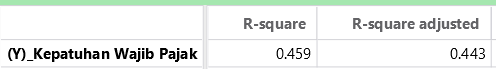 R-square R-square adjusted
(Y)_Kepatuhan Wajib Pajak 0.459 0.443